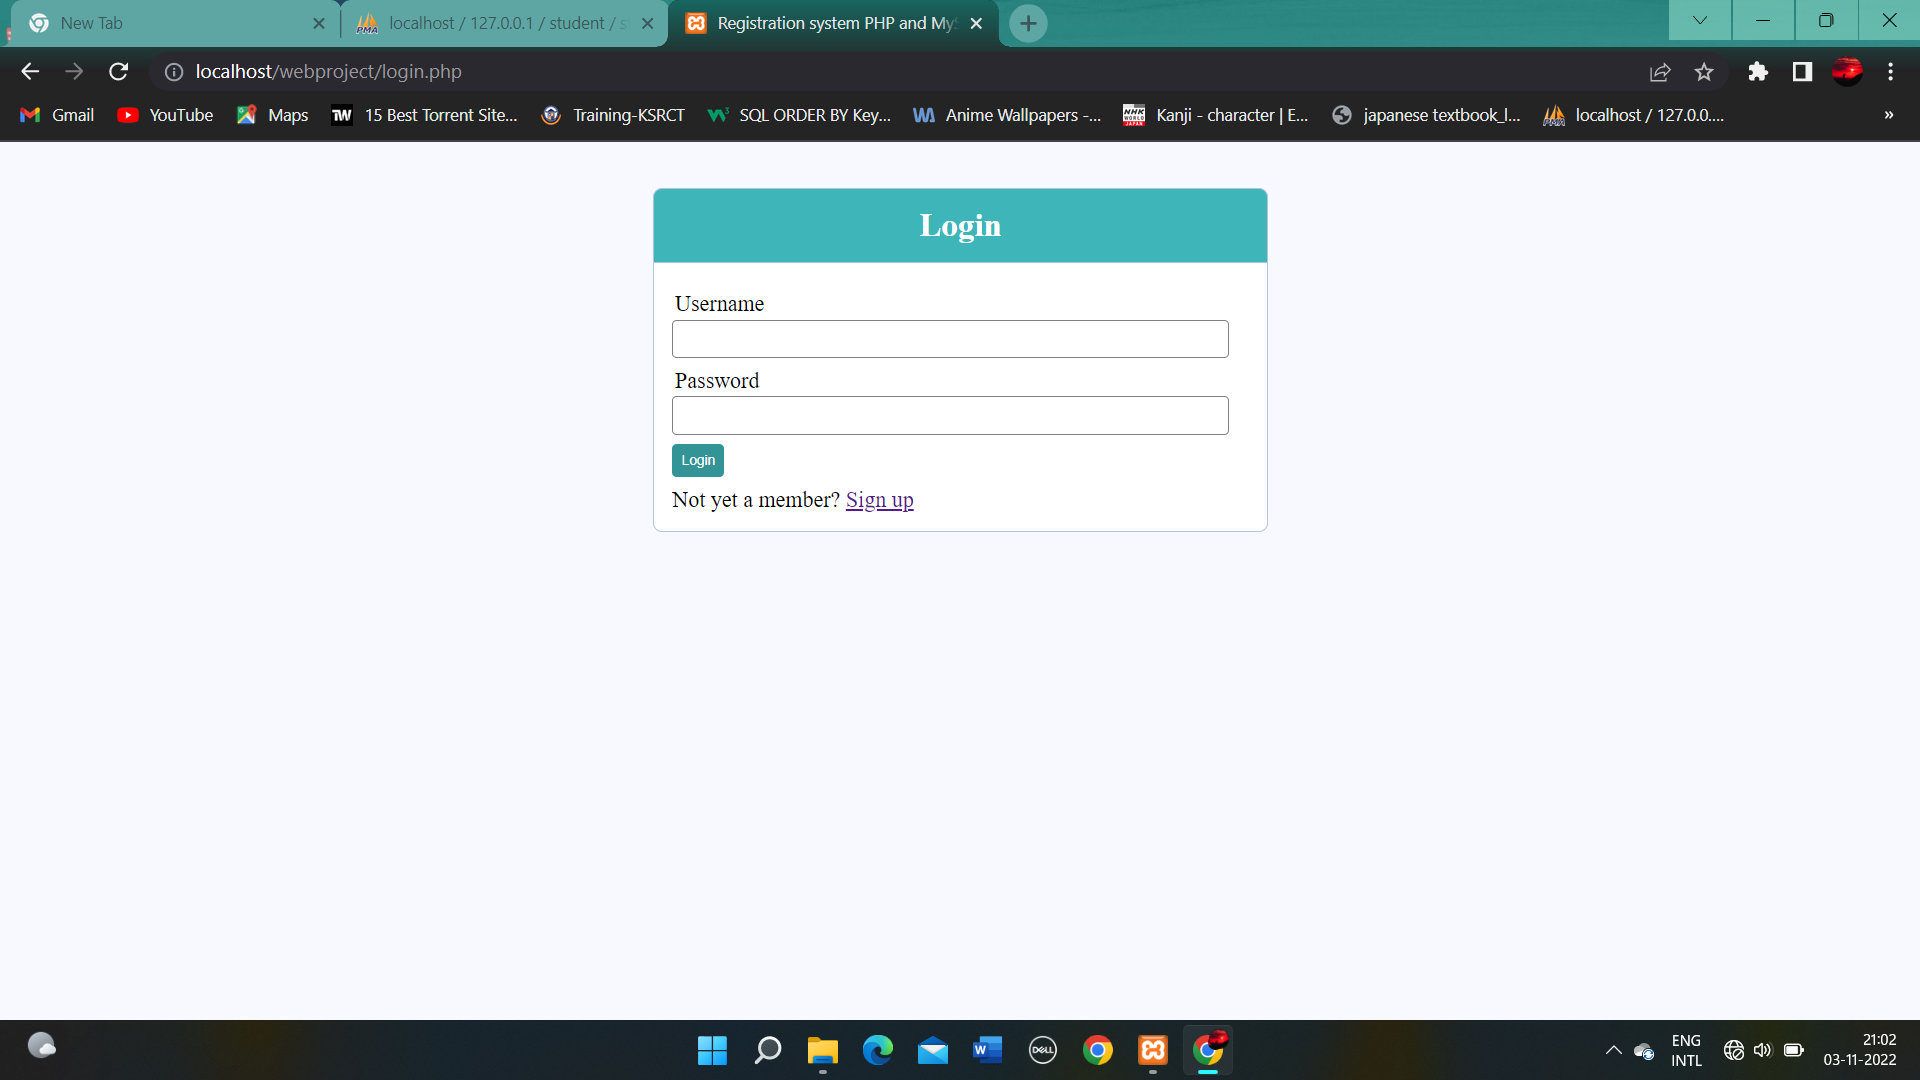 New Tab
localhost / 127.0.0.1 / student / s
Registration system PHP and My
localhost/webproject/login.php
Gmail
YouTube
Maps
TW
15 Best Torrent Site...
Training-KSRCT
SQL ORDER BY Key...
Anime Wallpapers -...
Kanji - character | E...
japanese textbook_l...
localhost / 127.0.0....
»
Login
Username
Password
Login
Not yet a member? Sign up
DELL
ENG
INTL
21:02
03-11-2022